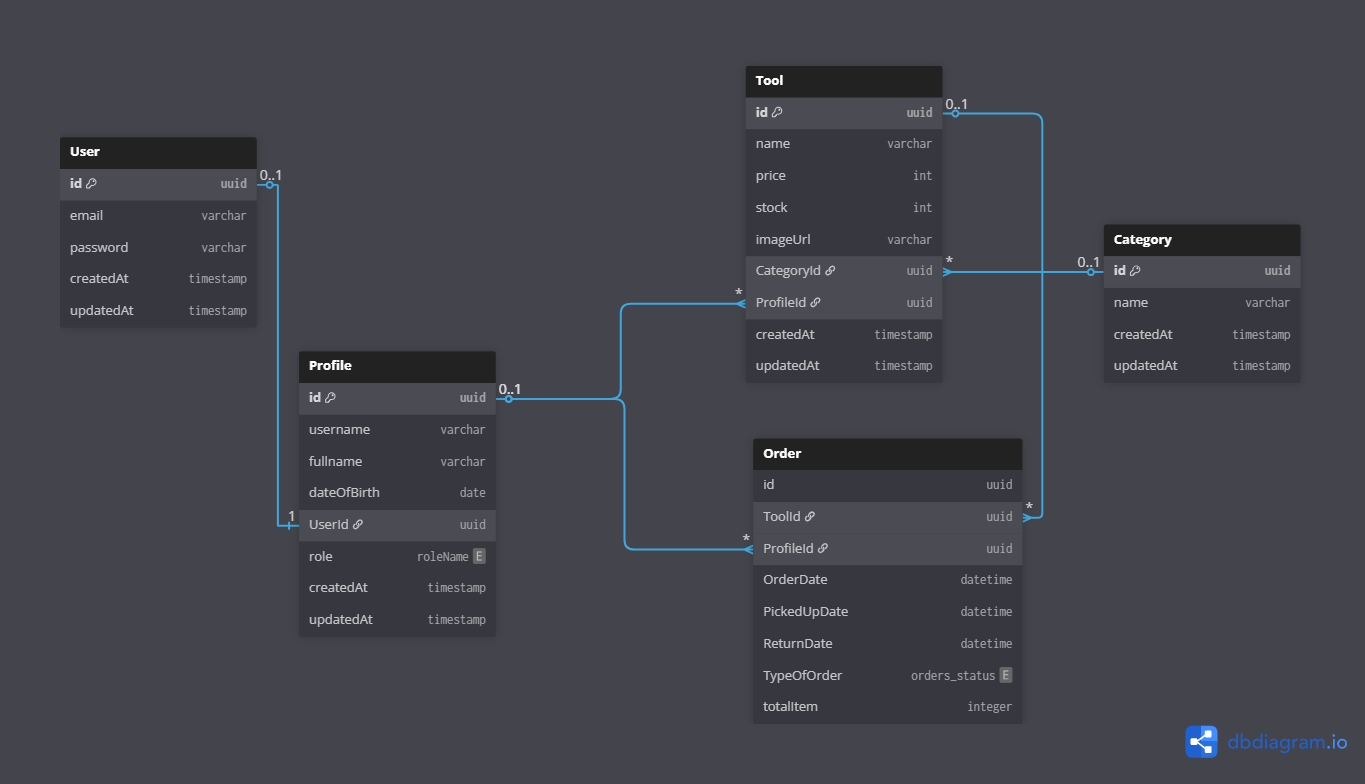 User
id uuid
email varchar
password varchar
createdAt timestamp
updatedAt timestamp
0..1
Profile
id uuid
username varchar
fullname varchar
dateOfBirth date
UserId uuid
role roleName E
createdAt timestamp
updatedAt timestamp
1
0..1
Tool
id uuid
name varchar
price int
stock int
imageUrl varchar
CategoryId uuid
ProfileId uuid
createdAt timestamp
updatedAt timestamp
0..1
*
*
Order
id uuid
ToolId uuid
ProfileId uuid
OrderDate datetime
PickedUpDate datetime
ReturnDate datetime
TypeOfOrder orders_status E
totalItem integer
*
*
Category
id uuid
name varchar
createdAt timestamp
updatedAt timestamp
0..1
dbdiagram.io